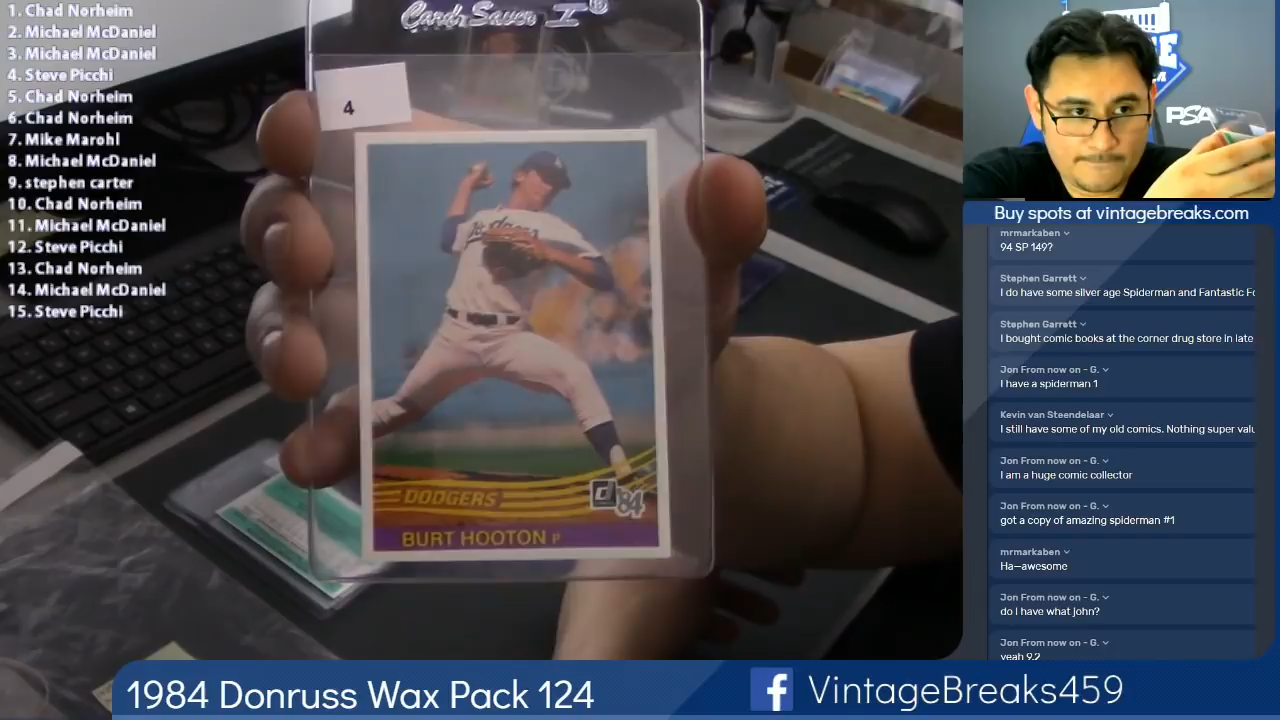 1. Chad Norheim
2. Michael McDaniel
3. Michael McDaniel
4. Steve Picchi
5. Chad Norheim
6. Chad Norheim
7. Mike Marohl
8. Michael McDaniel
9. stephen carter
10. Chad Norheim
11. Michael McDaniel
12. Steve Picchi
13. Chad Norheim
14. Michael McDaniel
15. Steve Picchi
Card Saver I®
4
Dodgers
DODGERS
'84
BURT HOOTON P
PSA
Buy spots at vintagebreaks.com
mrmarkaben
94 SP 149?
Stephen Garrett
I do have some silver age Spiderman and Fantastic Fo
Stephen Garrett
I bought comic books at the corner drug store in late
Jon From now on - G.
I have a spiderman 1
Kevin van Steendelaar
I still have some of my old comics. Nothing super valu
Jon From now on - G.
I am a huge comic collector
Jon From now on - G.
got a copy of amazing spiderman #1
mrmarkaben
Ha—awesome
Jon From now on - G.
do I have what john?
Jon From now on - G.
yeah 9.2
1984 Donruss Wax Pack 124
VintageBreaks459